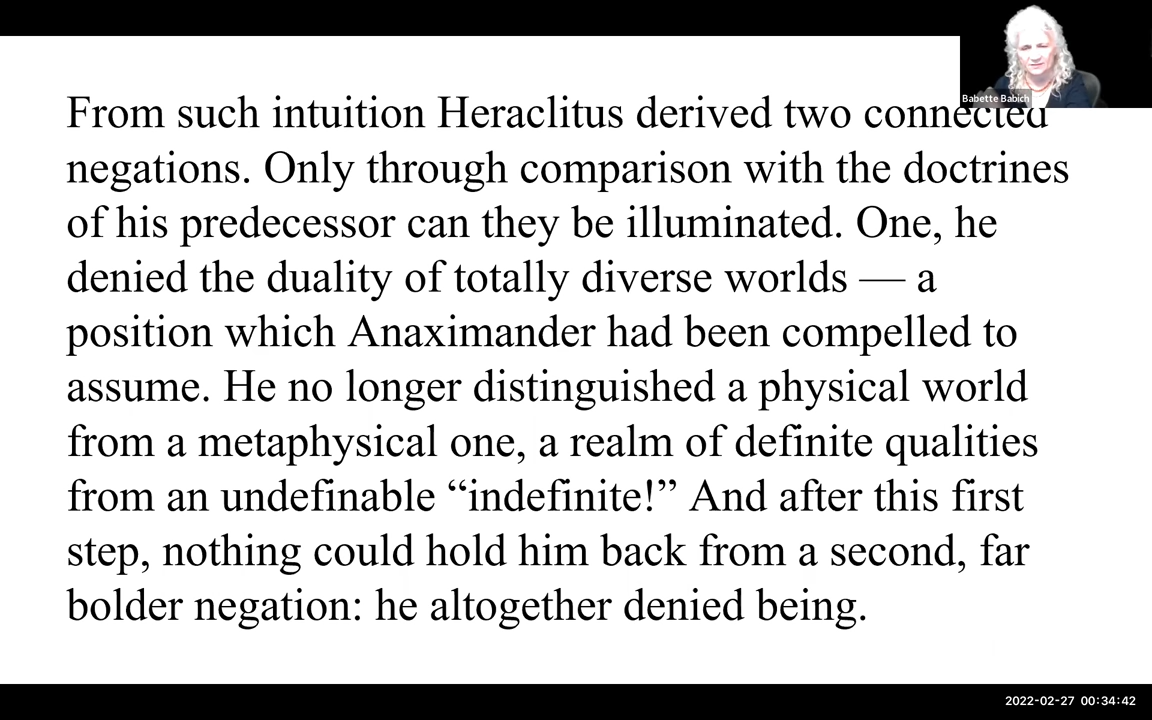 Babette Babich
From such intuition Heraclitus derived two connected
negations. Only through comparison with the doctrines
of his predecessor can they be illuminated. One, he
denied the duality of totally diverse worlds — a
position which Anaximander had been compelled to
assume. He no longer distinguished a physical world
from a metaphysical one, a realm of definite qualities
from an undefinable “indefinite!” And after this first
step, nothing could hold him back from a second, far
bolder negation: he altogether denied being.
2022-02-27 00:34:42